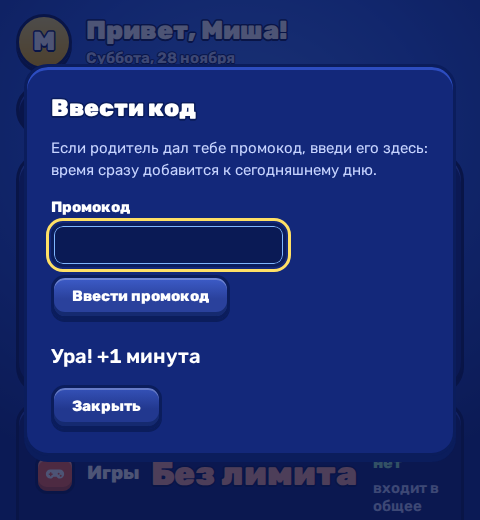 М
Привет, Миша!
Суббота, 28 ноября
Ввести код
Если родитель дал тебе промокод, введи его здесь:
время сразу добавится к сегодняшнему дню.
Промокод
Ввести промокод
Ура! +1 минута
Закрыть
Игры
Без лимита
нет
входит в
общее